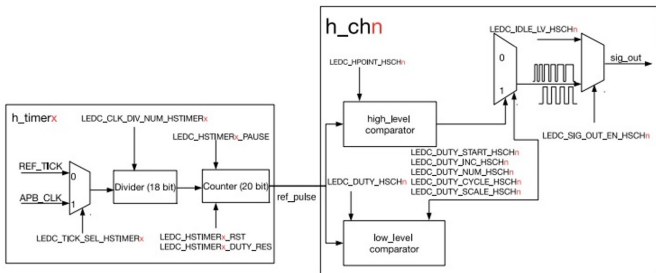 h_timerx
LEDC_CLK_DIV_NUM_HSTIMERx
LEDC_HSTIMERx_PAUSE
REF_TICK
0
APB_CLK
1
Divider (18 bit)
Counter (20 bit)
LEDC_TICK_SEL_HSTIMERx
LEDC_HSTIMERx_RST
LEDC_HSTIMERx_DUTY_RES
ref_pulse
h_chn
LEDC_IDLE_LV_HSCHn
LEDC_HPOINT_HSCHn
0
1
sig_out
high_level
comparator
LEDC_SIG_OUT_EN_HSCHn
LEDC_DUTY_START_HSCHn
LEDC_DUTY_INC_HSCHn
LEDC_DUTY_NUM_HSCHn
LEDC_DUTY_CYCLE_HSCHn
LEDC_DUTY_SCALE_HSCHn
LEDC_DUTY_HSCHn
low_level
comparator